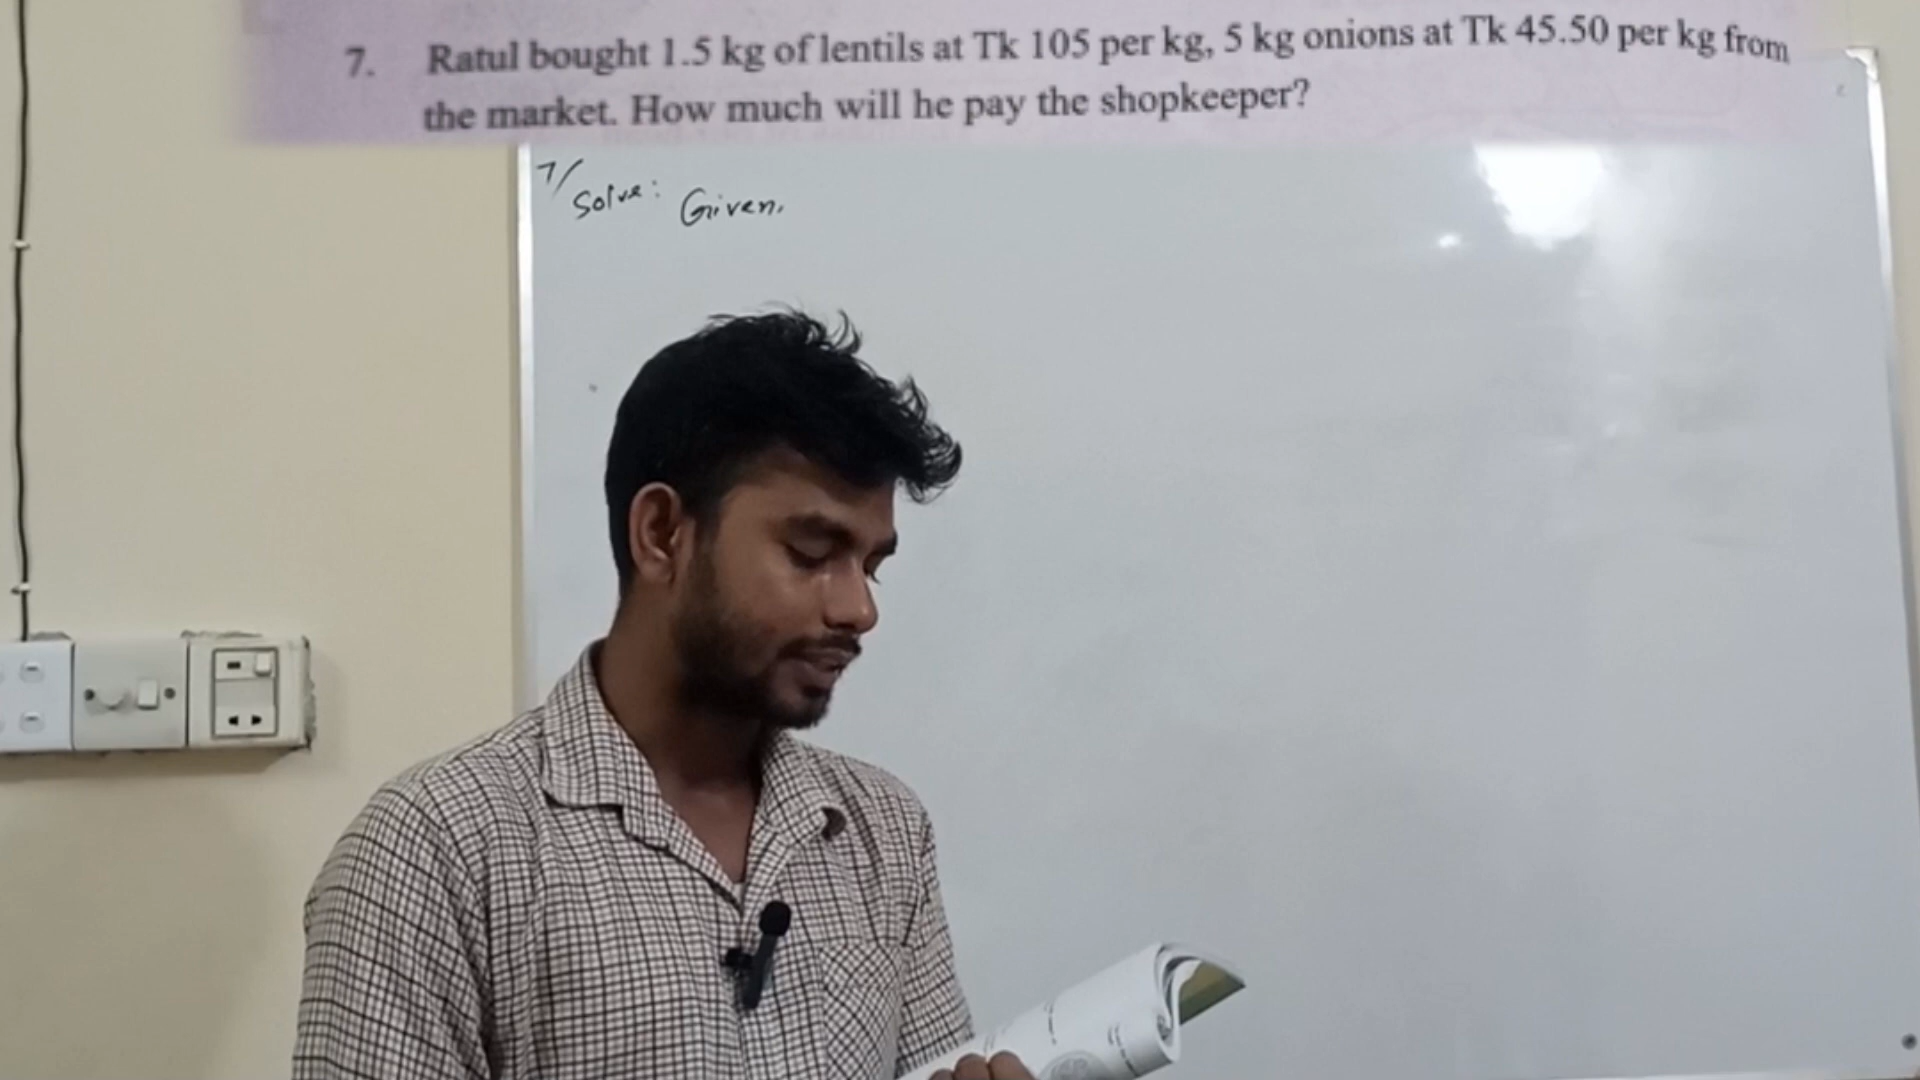 7. Ratul bought 1.5 kg of lentils at Tk 105 per kg, 5 kg onions at Tk 45.50 per kg from
the market. How much will he pay the shopkeeper?
7/
Solve: Given,